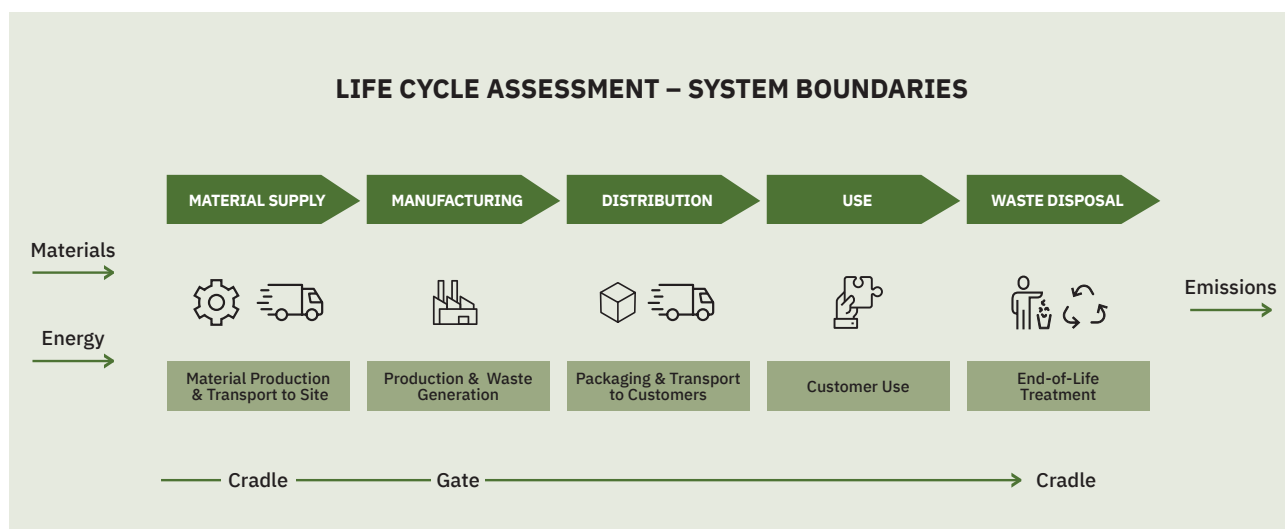 LIFE CYCLE ASSESSMENT – SYSTEM BOUNDARIES
MATERIAL SUPPLY
MANUFACTURING
DISTRIBUTION
USE
WASTE DISPOSAL
Materials
Energy
Emissions
Material Production
& Transport to Site
Production & Waste
Generation
Packaging & Transport
to Customers
Customer Use
End-of-Life
Treatment
Cradle
Gate
Cradle